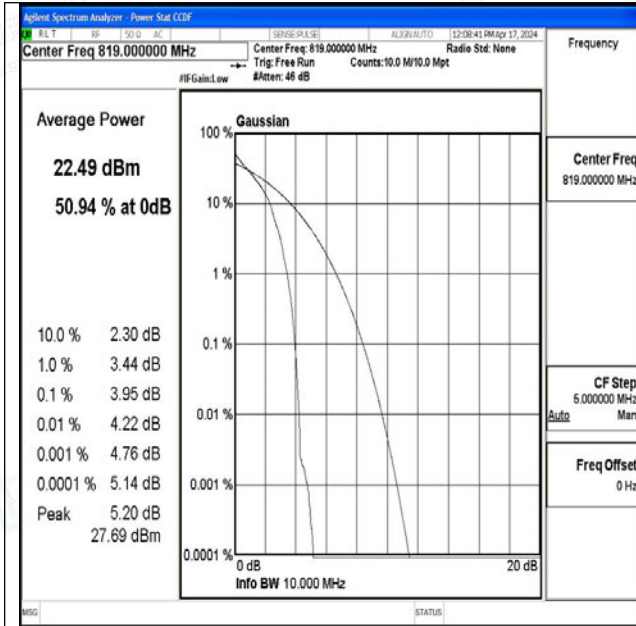 Agilent Spectrum Analyzer - Power Stat CCDF
RL T RF 50 Ω AC SENSE:PULSE ALIGN AUTO 12:08:41 PM Apr 17, 2024
Center Freq 819.000000 MHz
Center Freq: 819.000000 MHz Radio Std: None
Trig: Free Run Counts:10.0 M/10.0 Mpt
#IFGain:Low #Atten: 46 dB
Frequency
Average Power
22.49 dBm
50.94 % at 0dB
10.0 % 2.30 dB
1.0 % 3.44 dB
0.1 % 3.95 dB
0.01 % 4.22 dB
0.001 % 4.76 dB
0.0001 % 5.14 dB
Peak 5.20 dB
27.69 dBm
Gaussian
100 %
10 %
1 %
0.1 %
0.01 %
0.001 %
0.0001 %
0 dB 20 dB
Info BW 10.000 MHz
Center Freq
819.000000 MHz
CF Step
5.000000 MHz
Auto Man
Freq Offset
0 Hz
MSG STATUS